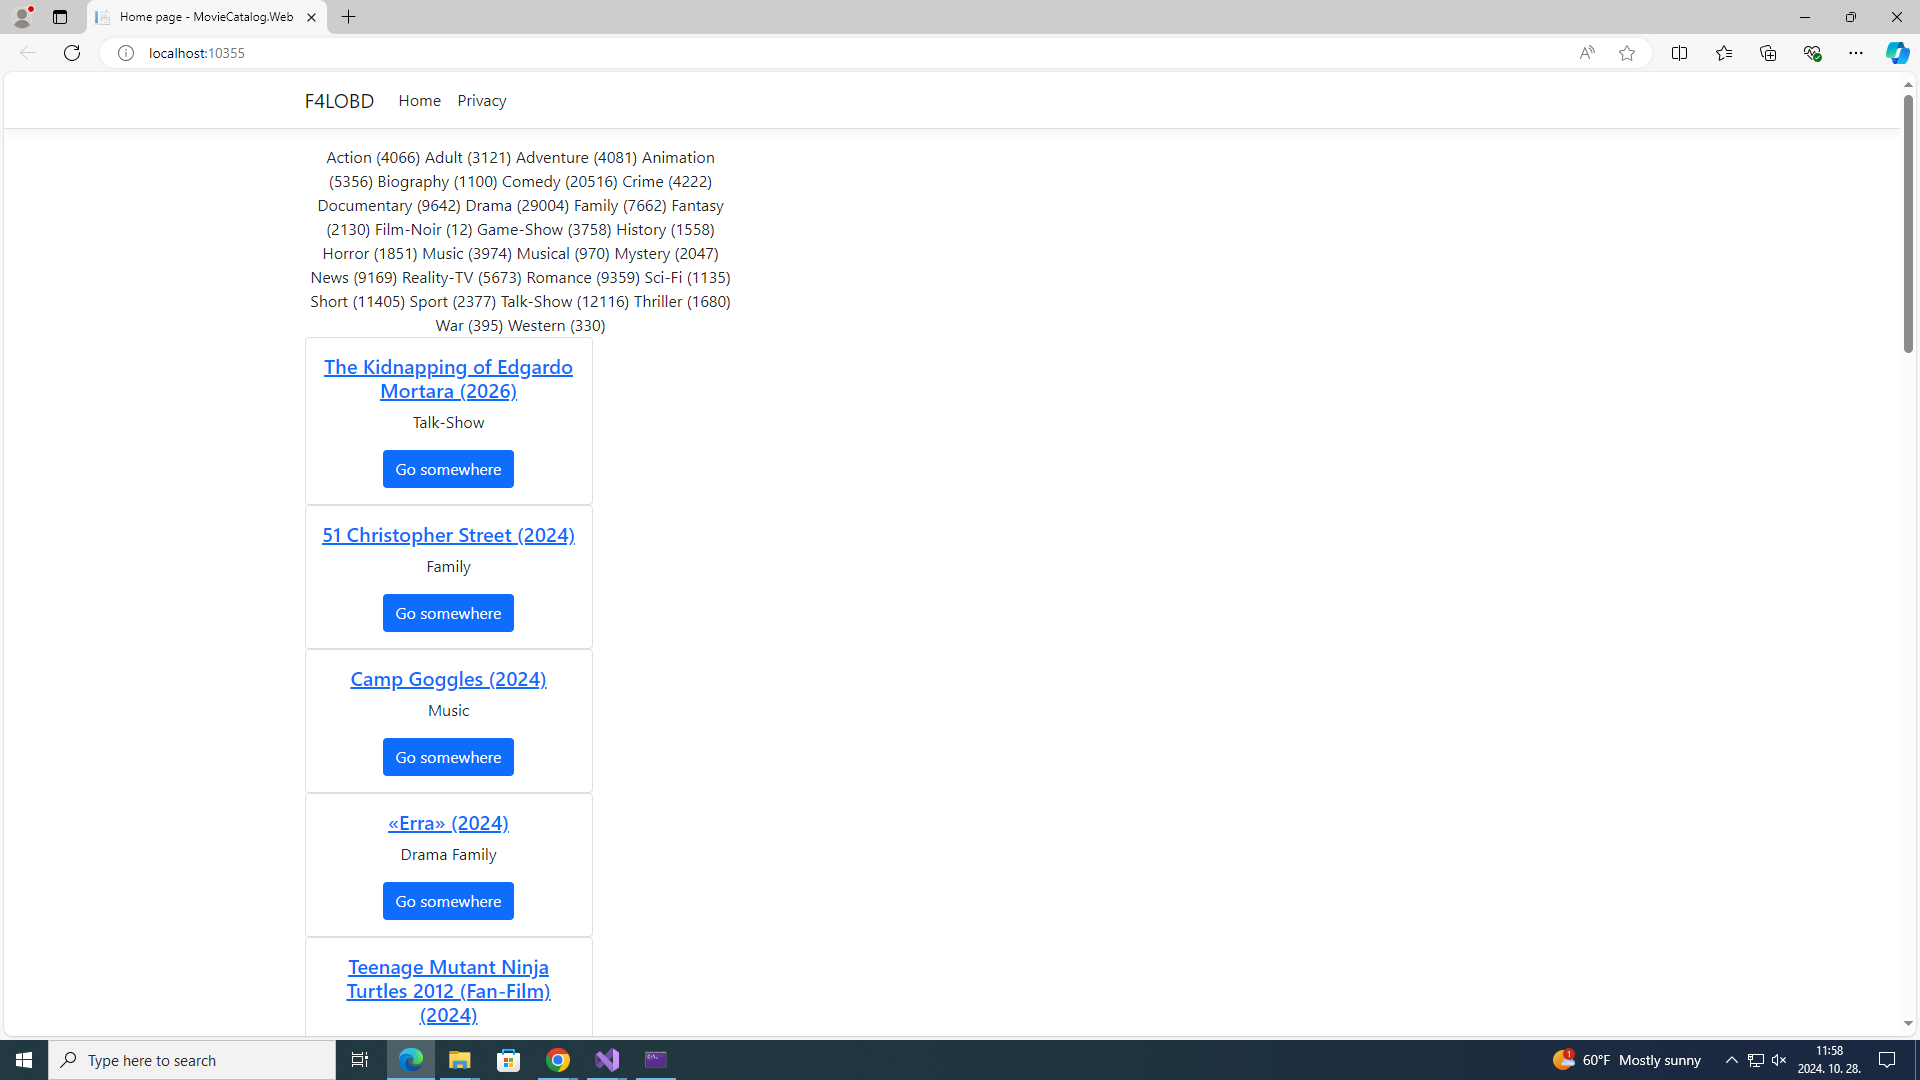 Home page - MovieCatalog.Web
localhost:10355
F4LOBD Home Privacy
Action (4066) Adult (3121) Adventure (4081) Animation
(5356) Biography (1100) Comedy (20516) Crime (4222)
Documentary (9642) Drama (29004) Family (7662) Fantasy
(2130) Film-Noir (12) Game-Show (3758) History (1558)
Horror (1851) Music (3974) Musical (970) Mystery (2047)
News (9169) Reality-TV (5673) Romance (9359) Sci-Fi (1135)
Short (11405) Sport (2377) Talk-Show (12116) Thriller (1680)
War (395) Western (330)
The Kidnapping of Edgardo
Mortara (2026)
Talk-Show
Go somewhere
51 Christopher Street (2024)
Family
Go somewhere
Camp Goggles (2024)
Music
Go somewhere
«Erra» (2024)
Drama Family
Go somewhere
Teenage Mutant Ninja
Turtles 2012 (Fan-Film)
(2024)
Type here to search
1
60°F Mostly sunny
11:58
2024. 10. 28.